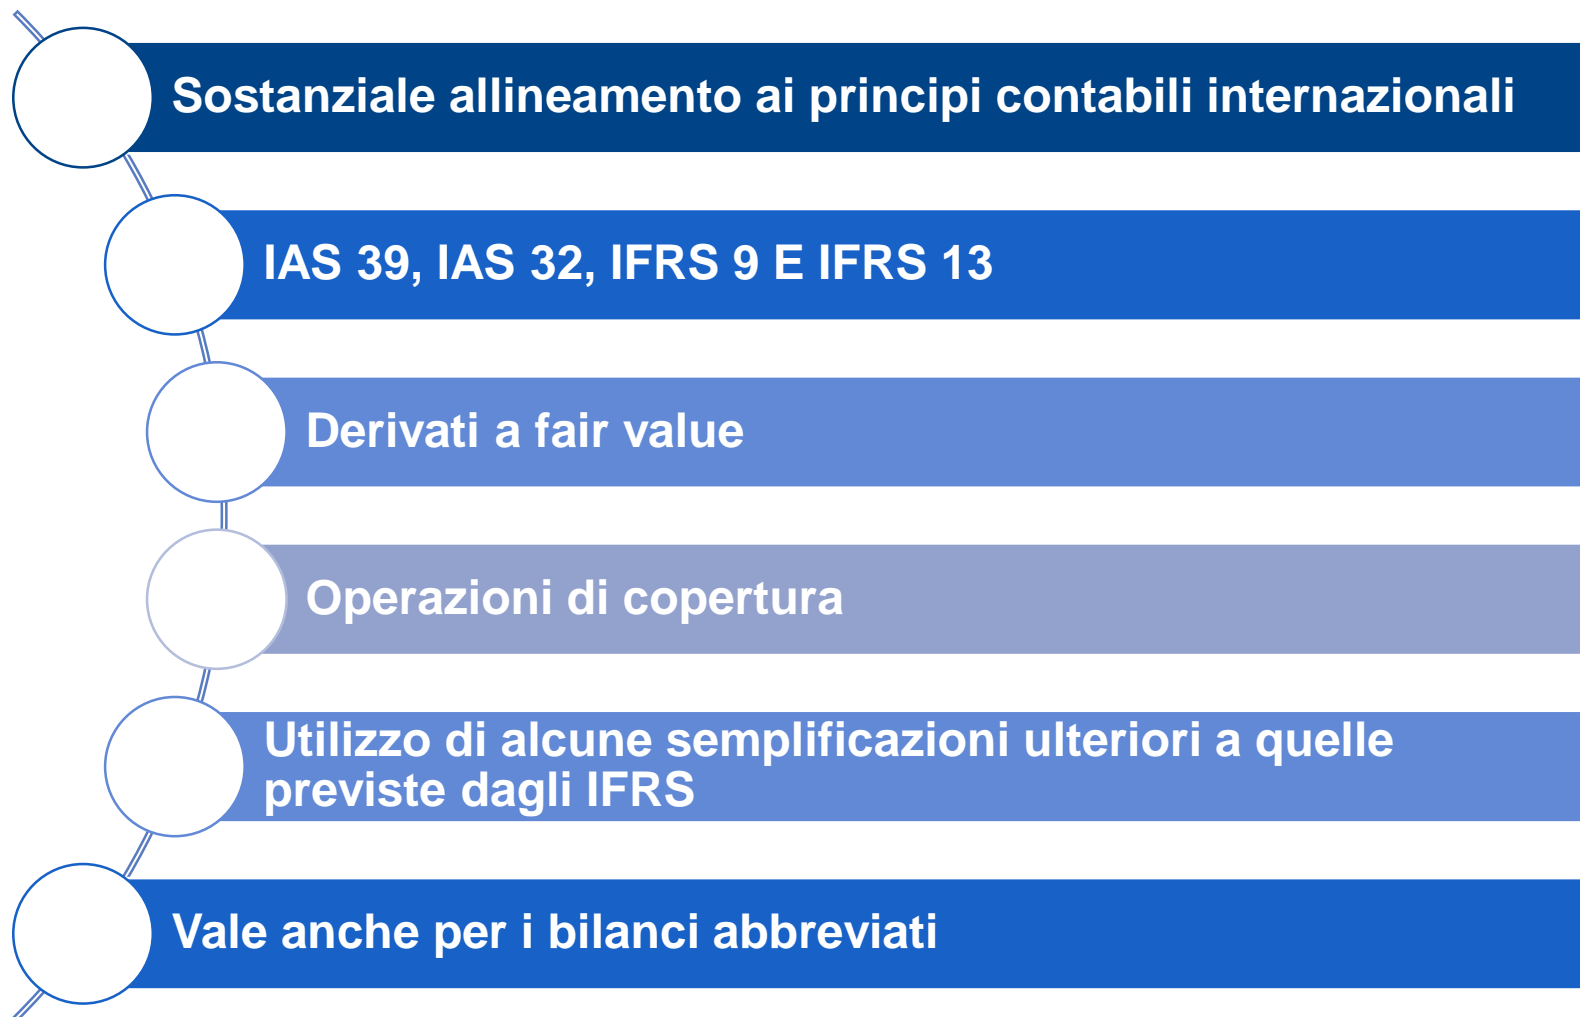 Sostanziale allineamento ai principi contabili internazionali
IAS 39, IAS 32, IFRS 9 E IFRS 13
Derivati a fair value
Operazioni di copertura
Utilizzo di alcune semplificazioni ulteriori a quelle
previste dagli IFRS
Vale anche per i bilanci abbreviati